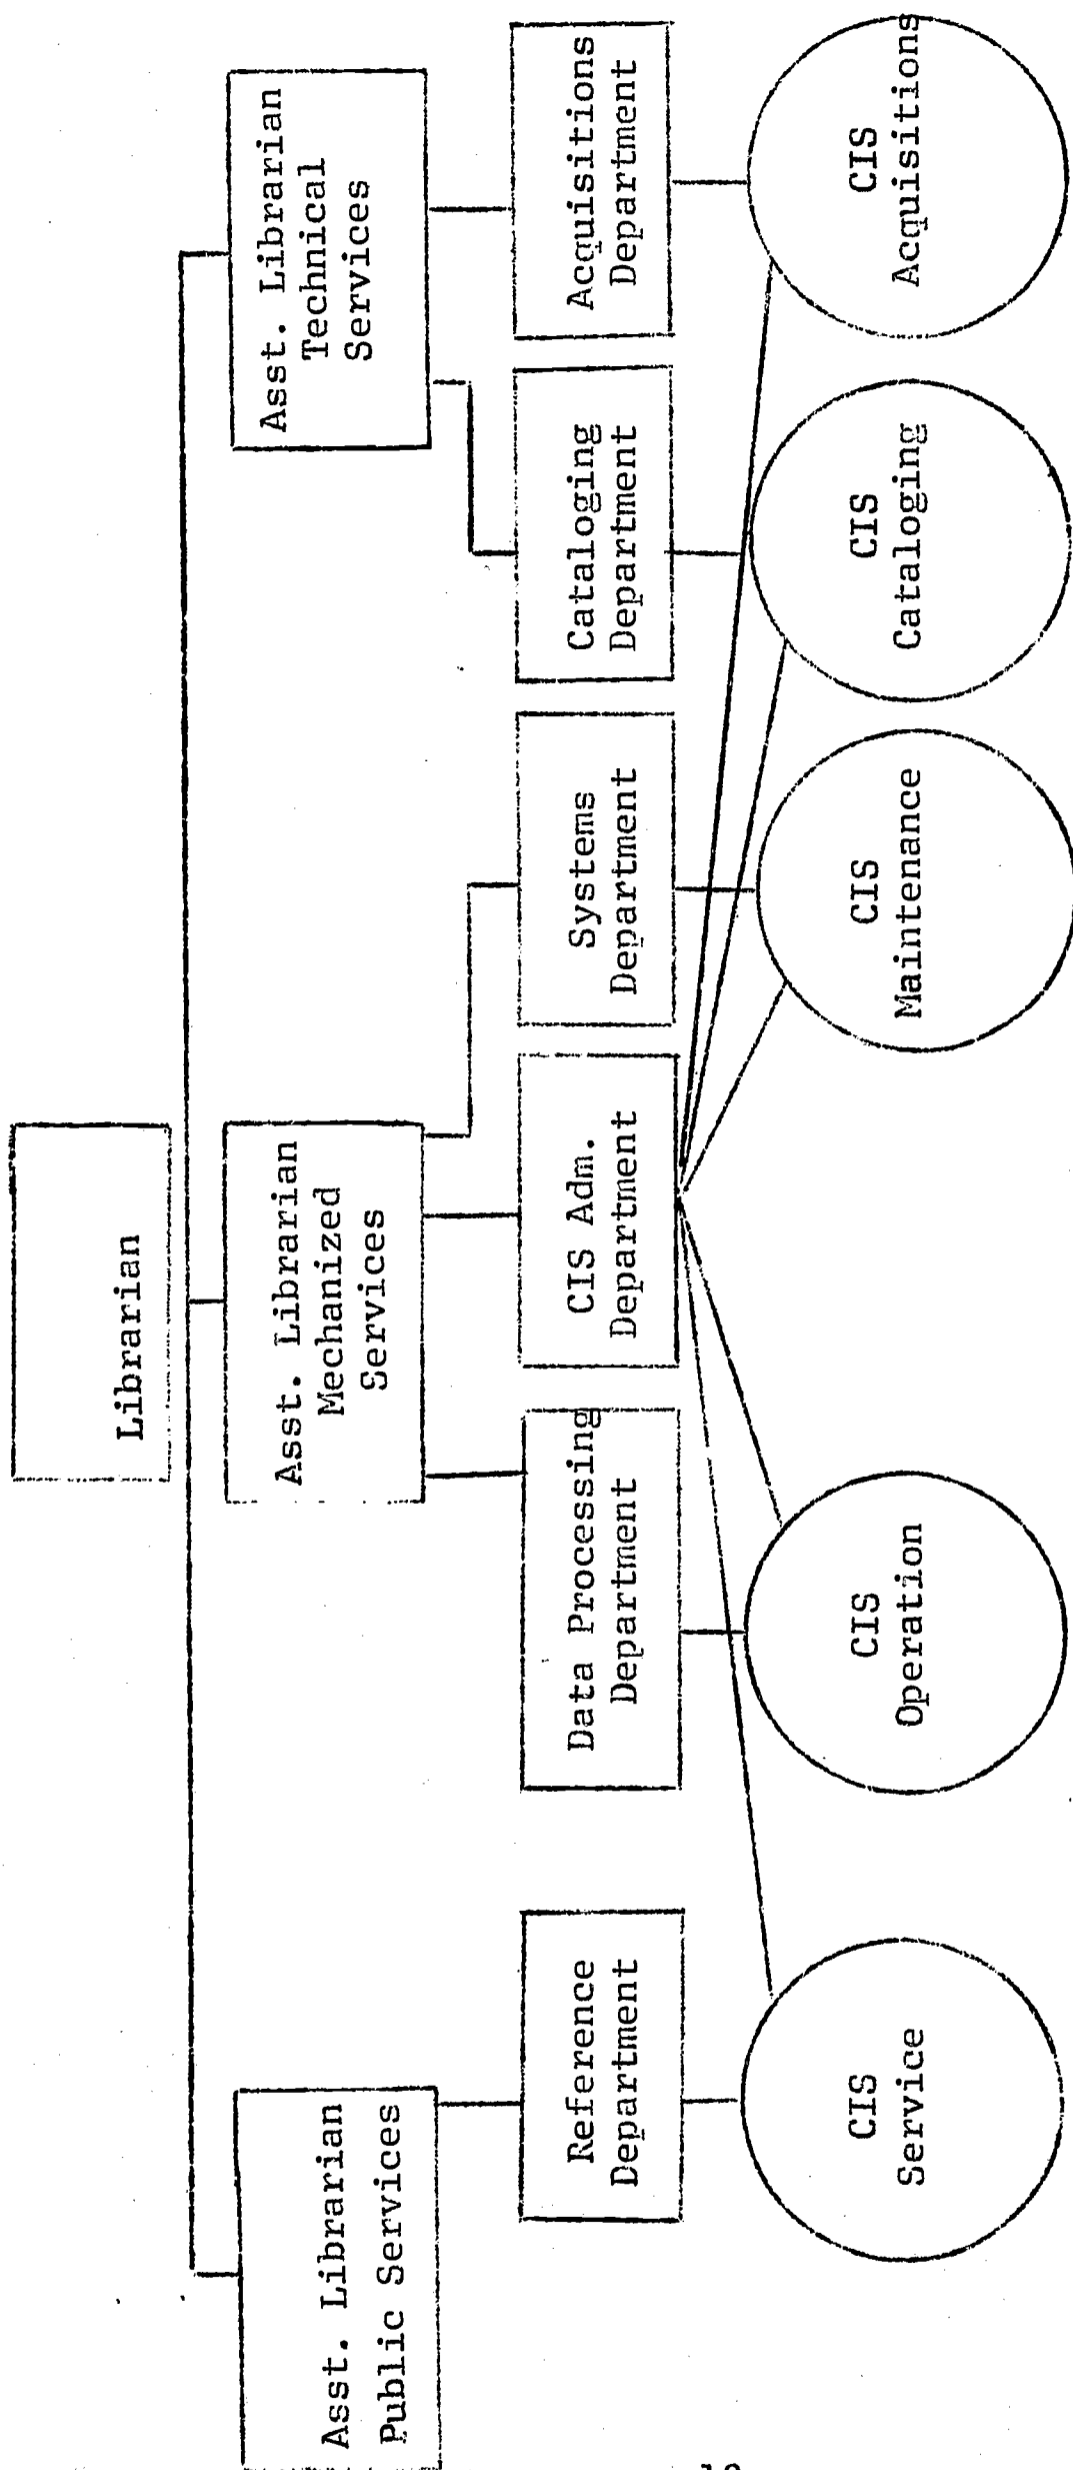 Librarian
Asst. Librarian
Public Services
Asst. Librarian
Mechanized
Services
Asst. Librarian
Technical
Services
Reference
Department
Data Processing
Department
CIS Adm.
Department
Systems
Department
Cataloging
Department
Acquisitions
Department
CIS
Service
CIS
Operation
CIS
Maintenance
CIS
Cataloging
CIS
Acquisitions